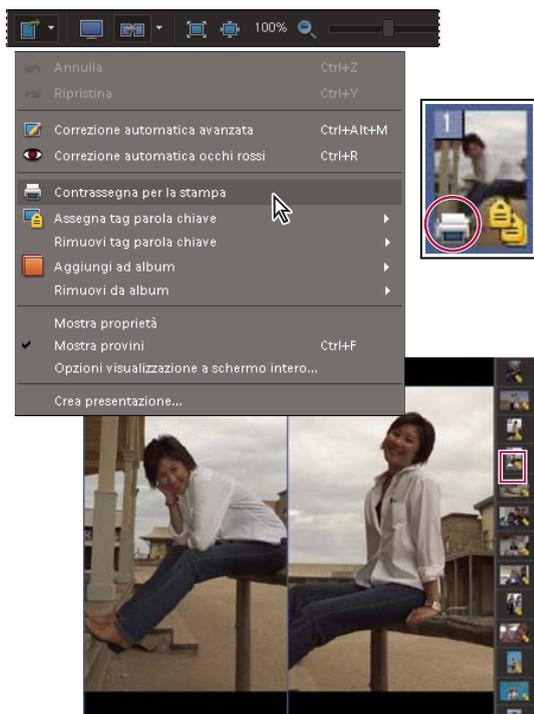 100%
Annulla Ctrl+Z
Ripristina Ctrl+Y
Correzione automatica avanzata Ctrl+Alt+M
Correzione automatica occhi rossi Ctrl+R
Contrassegna per la stampa
Assegna tag parola chiave
Rimuovi tag parola chiave
Aggiungi ad album
Rimuovi da album
Mostra proprietà
Mostra provini Ctrl+F
Opzioni visualizzazione a schermo intero...
Crea presentazione...
1